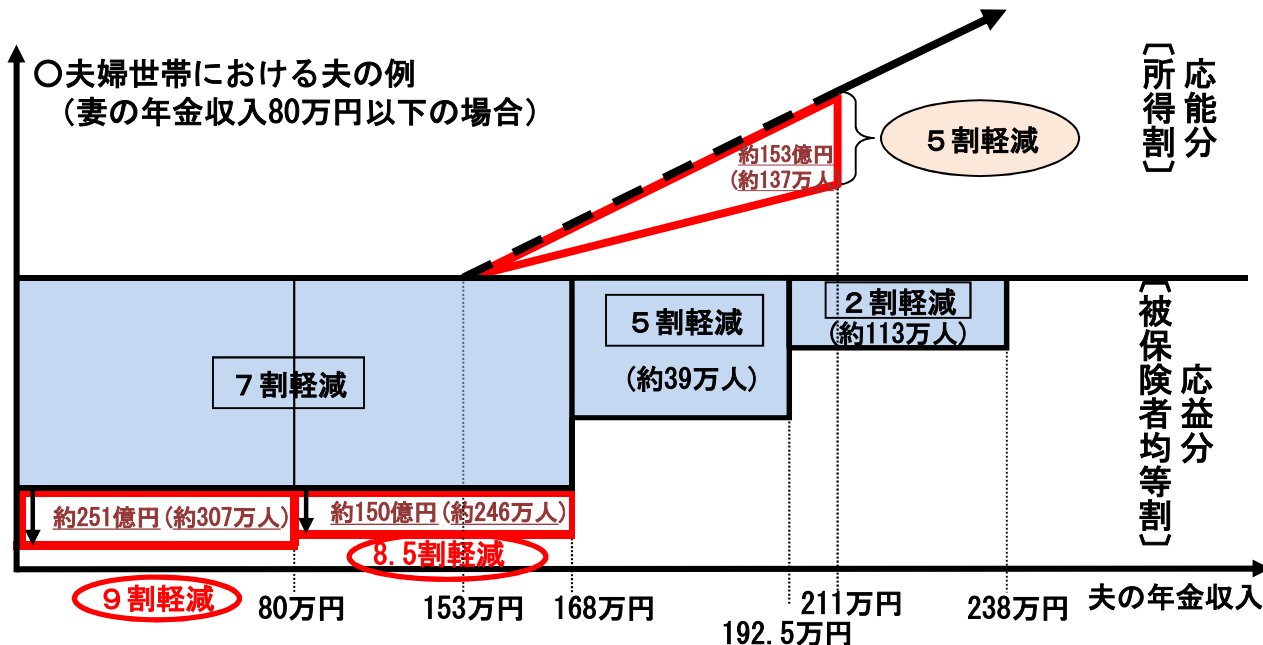 ○夫婦世帯における夫の例
（妻の年金収入80万円以下の場合）
応能分
〔所得割〕
５割軽減
約153億円
(約137万人)
７割軽減
５割軽減
(約39万人)
２割軽減
(約113万人)
応益分
〔被保険者均等割〕
約251億円(約307万人)
約150億円(約246万人)
8.5割軽減
９割軽減
80万円
153万円
168万円
192.5万円
211万円
238万円
夫の年金収入